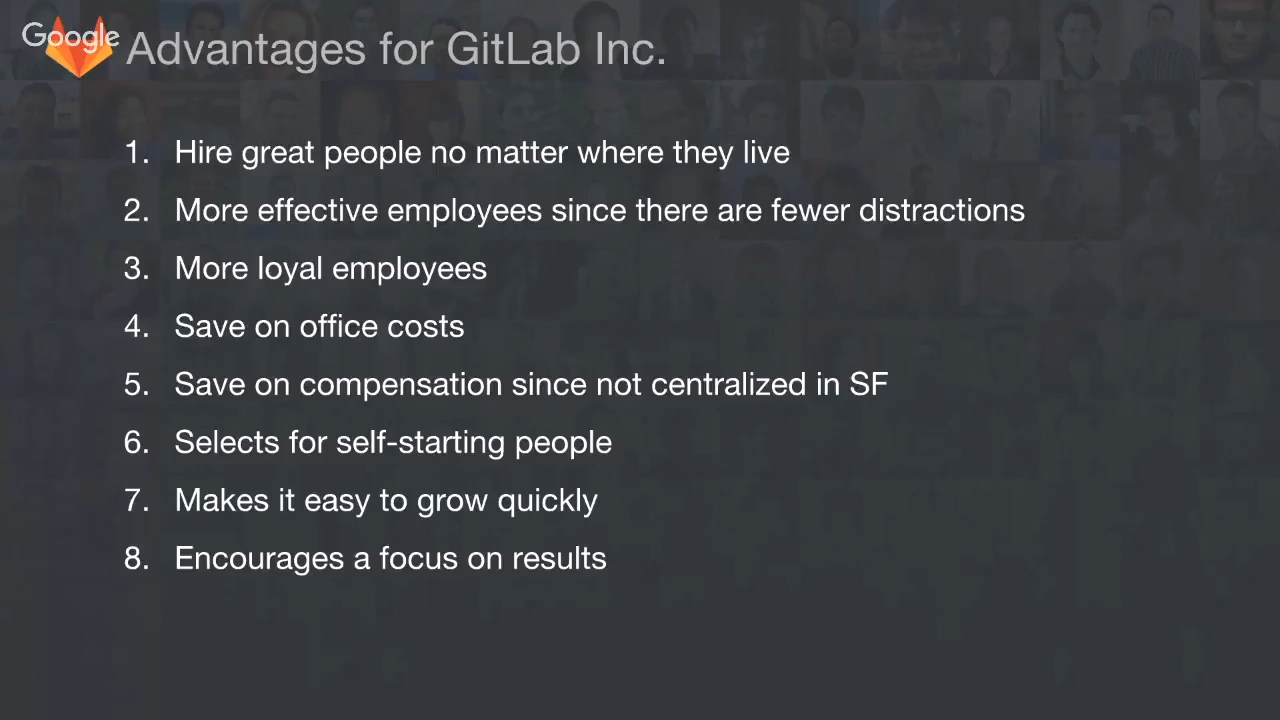 Google
Advantages for GitLab Inc.
1. Hire great people no matter where they live
2. More effective employees since there are fewer distractions
3. More loyal employees
4. Save on office costs
5. Save on compensation since not centralized in SF
6. Selects for self-starting people
7. Makes it easy to grow quickly
8. Encourages a focus on results